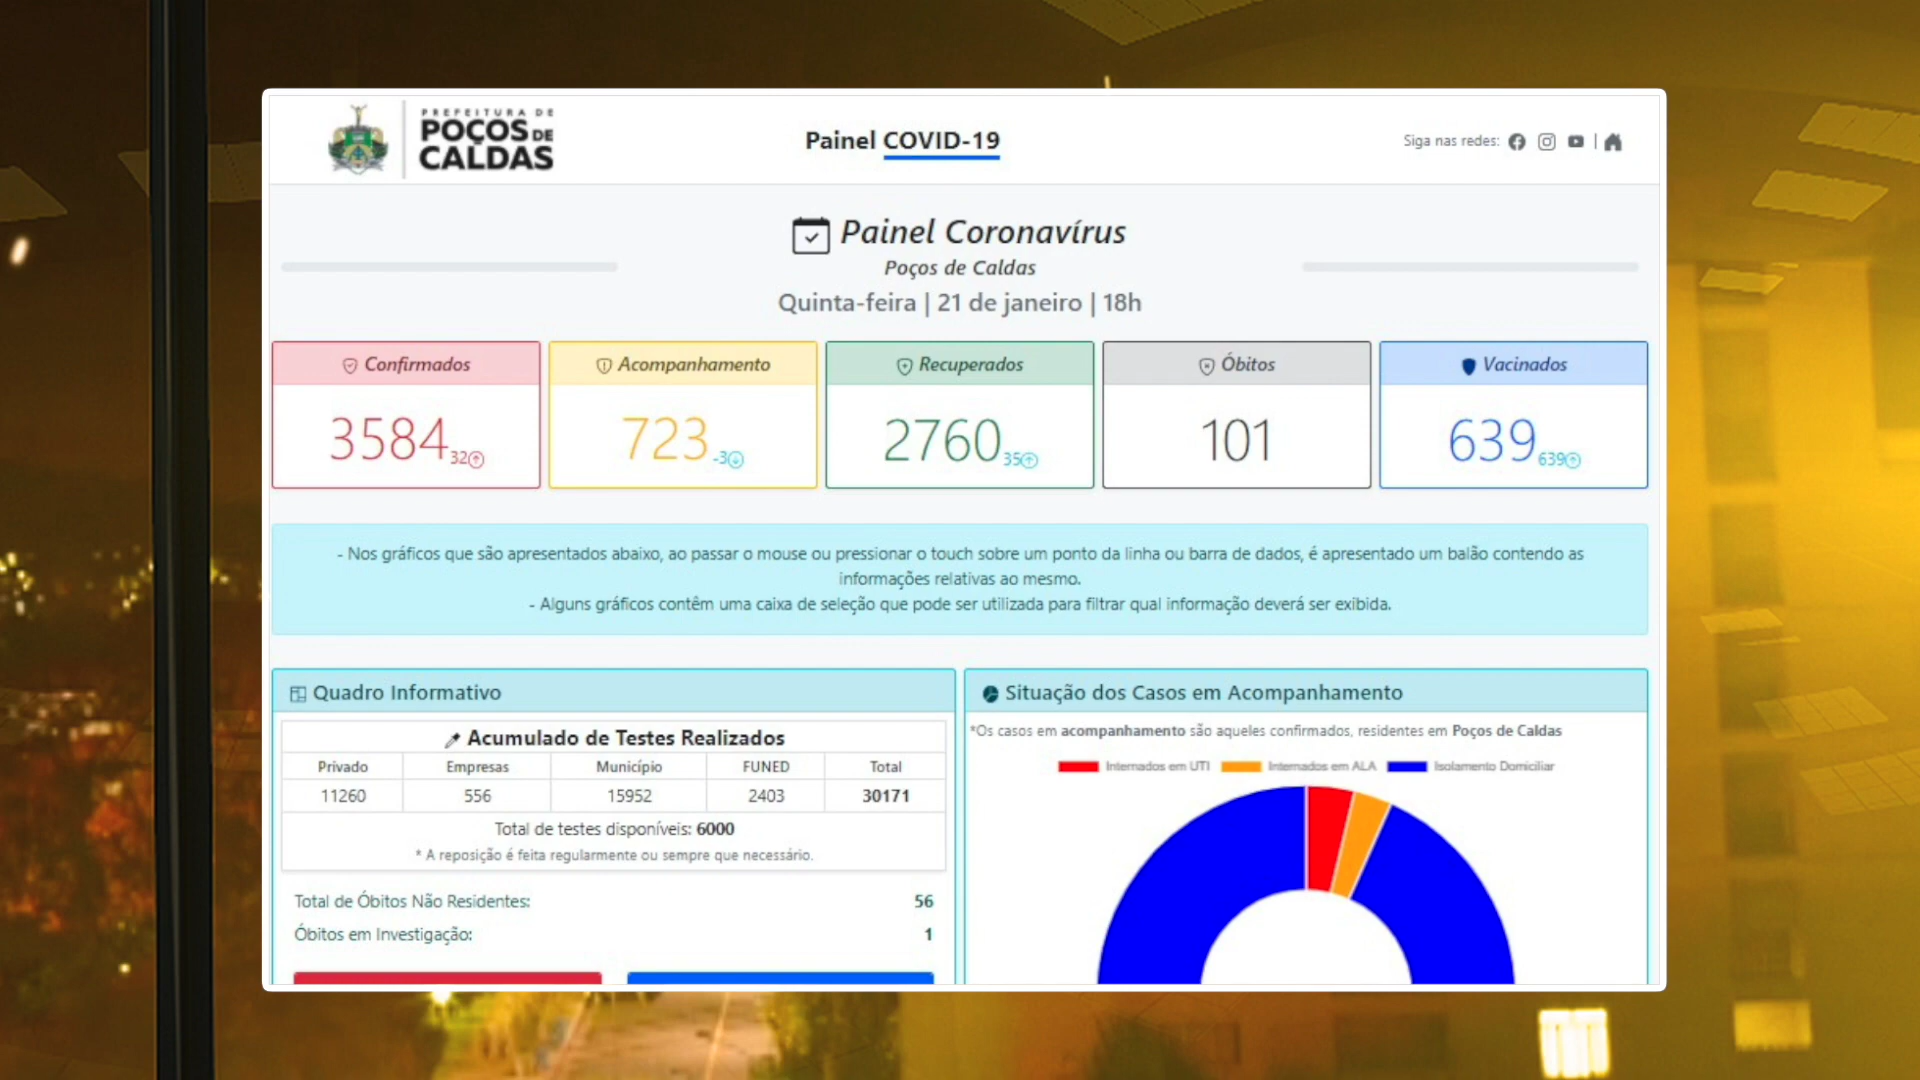 PREFEITURA DE
POÇOS DE
CALDAS
Painel COVID-19
Siga nas redes:
Painel Coronavírus
Poços de Caldas
Quinta-feira | 21 de janeiro | 18h
Confirmados
3584 32
Acompanhamento
723 -3
Recuperados
2760 35
Óbitos
101
Vacinados
639 639
- Nos gráficos que são apresentados abaixo, ao passar o mouse ou pressionar o touch sobre um ponto da linha ou barra de dados, é apresentado um balão contendo as
informações relativas ao mesmo.
- Alguns gráficos contêm uma caixa de seleção que pode ser utilizada para filtrar qual informação deverá ser exibida.
Quadro Informativo
Acumulado de Testes Realizados
Privado Empresas Município FUNED Total
11260 556 15952 2403 30171
Total de testes disponíveis: 6000
* A reposição é feita regularmente ou sempre que necessário.
Total de Óbitos Não Residentes: 56
Óbitos em Investigação: 1
Situação dos Casos em Acompanhamento
*Os casos em acompanhamento são aqueles confirmados, residentes em Poços de Caldas
Internados em UTI Internados em ALA Isolamento Domiciliar